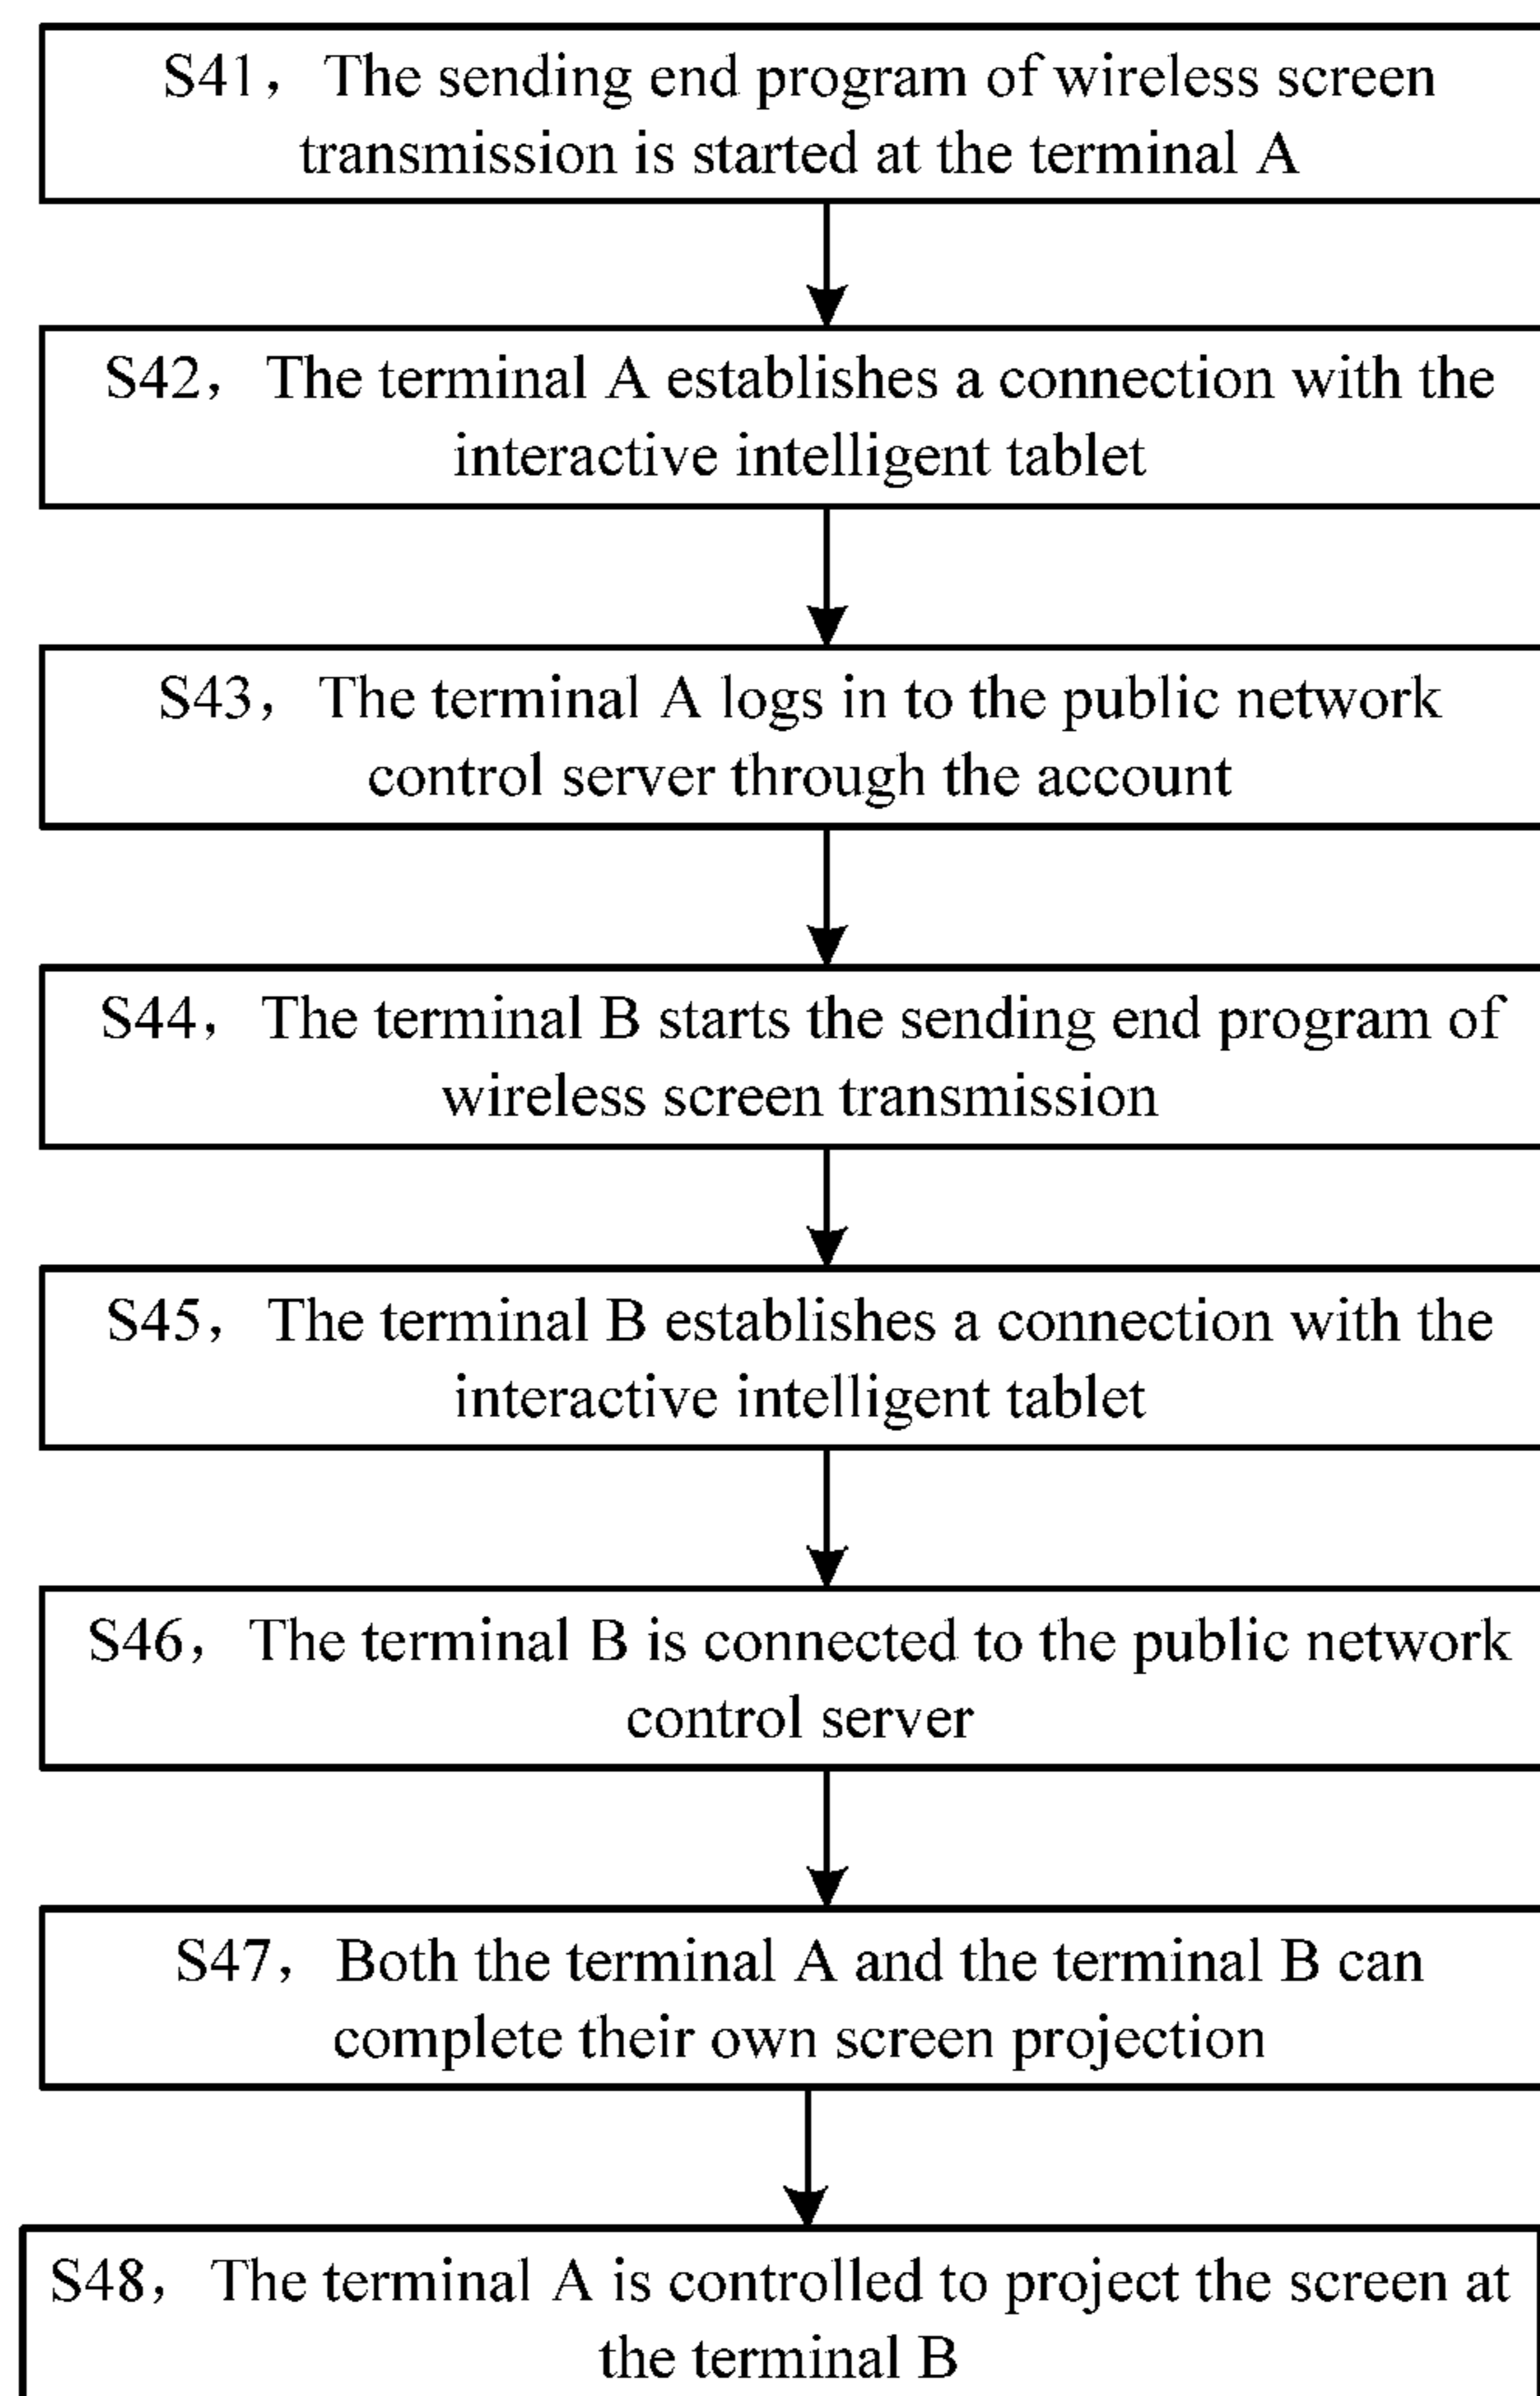 S41，The sending end program of wireless screen
transmission is started at the terminal A
S42，The terminal A establishes a connection with the
interactive intelligent tablet
S43，The terminal A logs in to the public network
control server through the account
S44，The terminal B starts the sending end program of
wireless screen transmission
S45，The terminal B establishes a connection with the
interactive intelligent tablet
S46，The terminal B is connected to the public network
control server
S47，Both the terminal A and the terminal B can
complete their own screen projection
S48，The terminal A is controlled to project the screen at
the terminal B